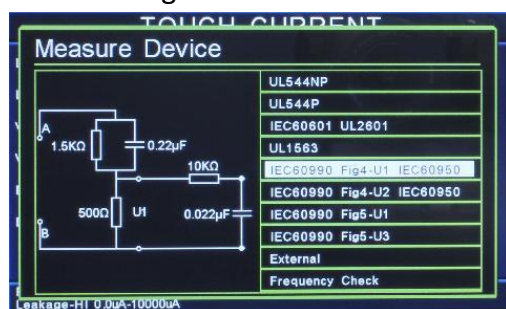 TOUCH CURRENT
Measure Device
UL544NP
UL544P
IEC60601 UL2601
UL1563
IEC60990 Fig4-U1 IEC60950
IEC60990 Fig4-U2 IEC60950
IEC60990 Fig5-U1
IEC60990 Fig5-U3
External
Frequency Check
A
1.5KΩ
0.22µF
10KΩ
500Ω
U1
0.022µF
B
Leakage-HI 0.0uA-10000uA